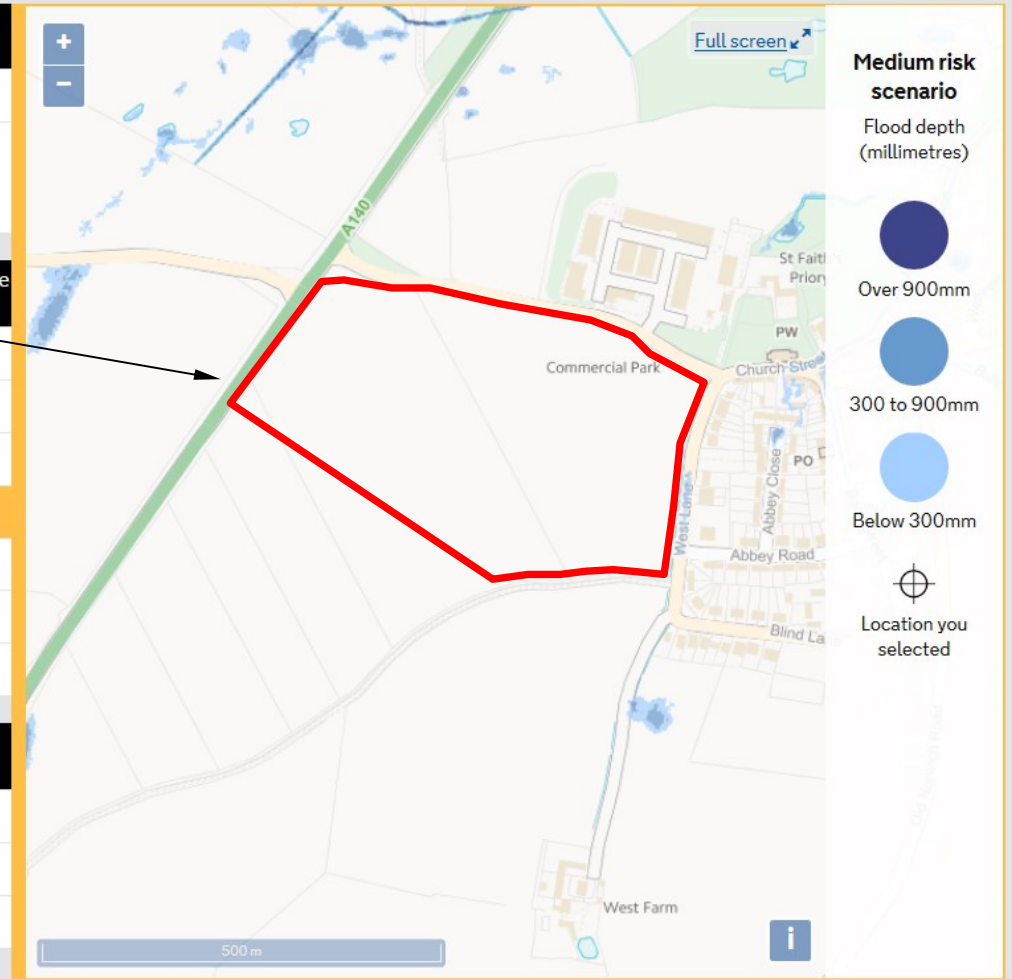 e
+
−
Full screen
A140
St Faith
Priory
PW
Church Street
Commercial Park
PO
Abbey Close
West Lane
Abbey Road
Blind La
West Farm
500 m
i
Medium risk
scenario
Flood depth
(millimetres)
Over 900mm
300 to 900mm
Below 300mm
Location you
selected